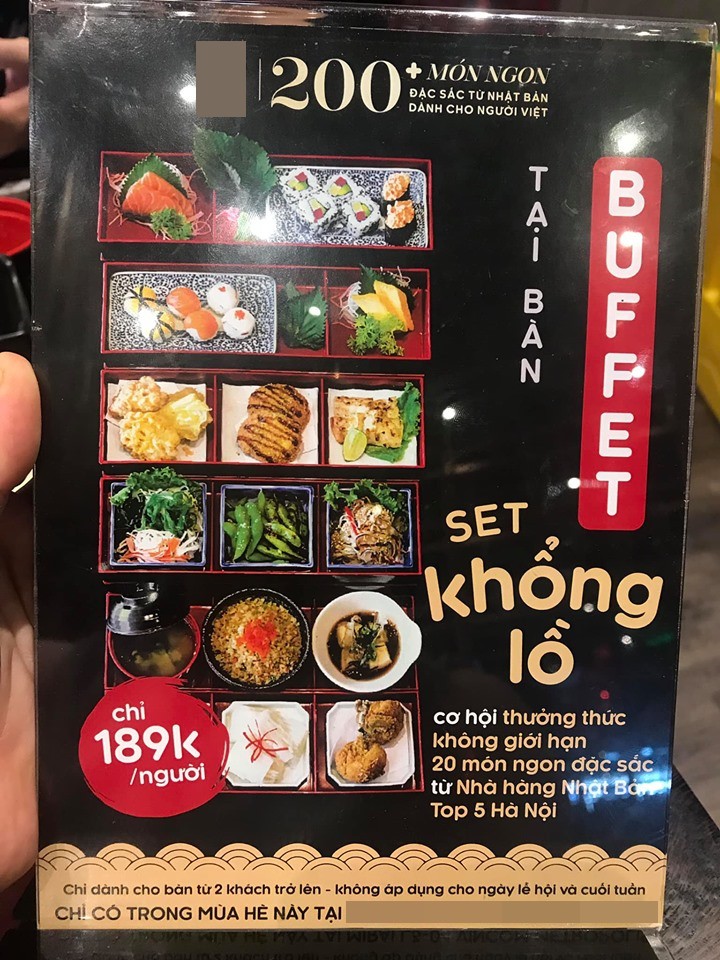 200+ MÓN NGON
ĐẶC SẮC TỪ NHẬT BẢN
DÀNH CHO NGƯỜI VIỆT
BUFFET
TẠI BÀN
SET
khổng
lồ
chỉ
189k
/người
cơ hội thưởng thức
không giới hạn
20 món ngon đặc sắc
từ Nhà hàng Nhật Bản
Top 5 Hà Nội
Chỉ dành cho bàn từ 2 khách trở lên - không áp dụng cho ngày lễ hội và cuối tuần
CHỈ CÓ TRONG MÙA HÈ NÀY TẠI